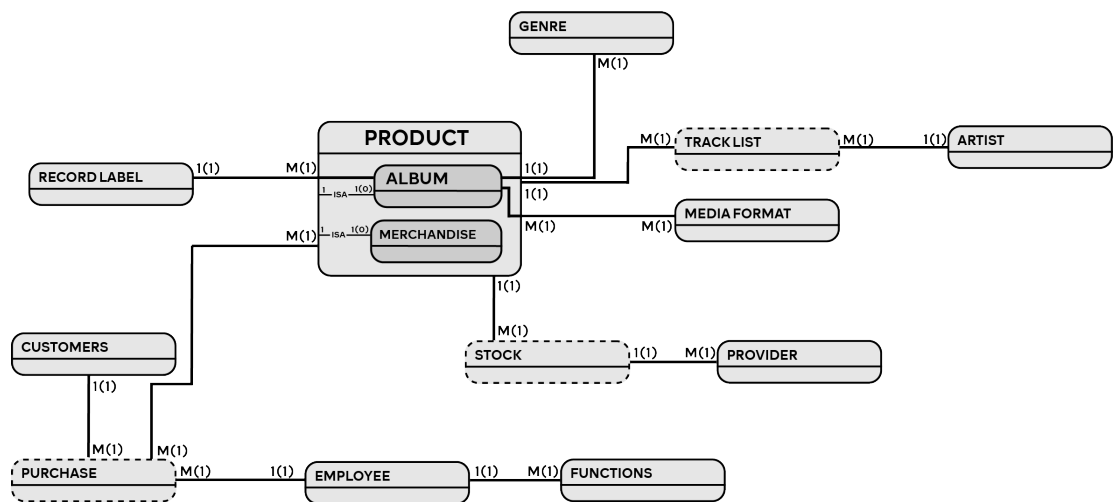 GENRE
M(1)
PRODUCT
M(1)
TRACK LIST
M(1)
1(1)
ARTIST
RECORD LABEL
1(1)
M(1)
ALBUM
1(1)
1
ISA
1(0)
1(1)
MEDIA FORMAT
M(1)
M(1)
M(1)
1
ISA
1(0)
MERCHANDISE
1(1)
M(1)
CUSTOMERS
STOCK
1(1)
M(1)
PROVIDER
1(1)
M(1)
M(1)
PURCHASE
M(1)
1(1)
EMPLOYEE
1(1)
M(1)
FUNCTIONS